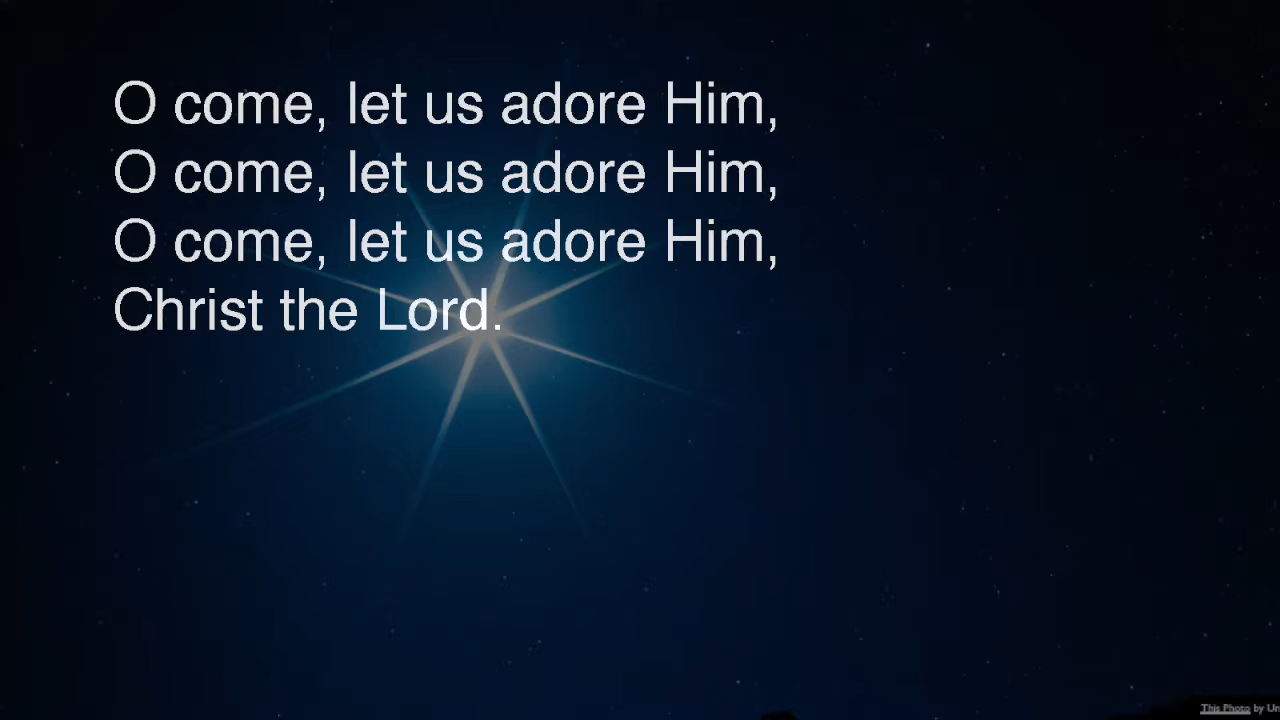 O come, let us adore Him,
O come, let us adore Him,
O come, let us adore Him,
Christ the Lord.
This Photo by